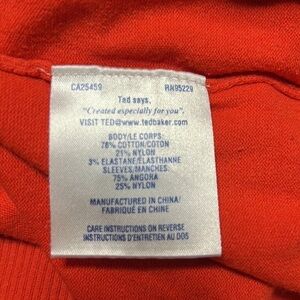 CA25459 RN95229
Ted says,
"Created especially for you".
VISIT TED@www.tedbaker.com
BODY/LE CORPS:
76% COTTON/COTON
21% NYLON
3% ELASTANE/ELASTHANNE
SLEEVES/MANCHES:
75% ANGORA
25% NYLON
MANUFACTURED IN CHINA/
FABRIQUÉ EN CHINE
CARE INSTRUCTIONS ON REVERSE
INSTRUCTIONS D'ENTRETIEN AU DOS